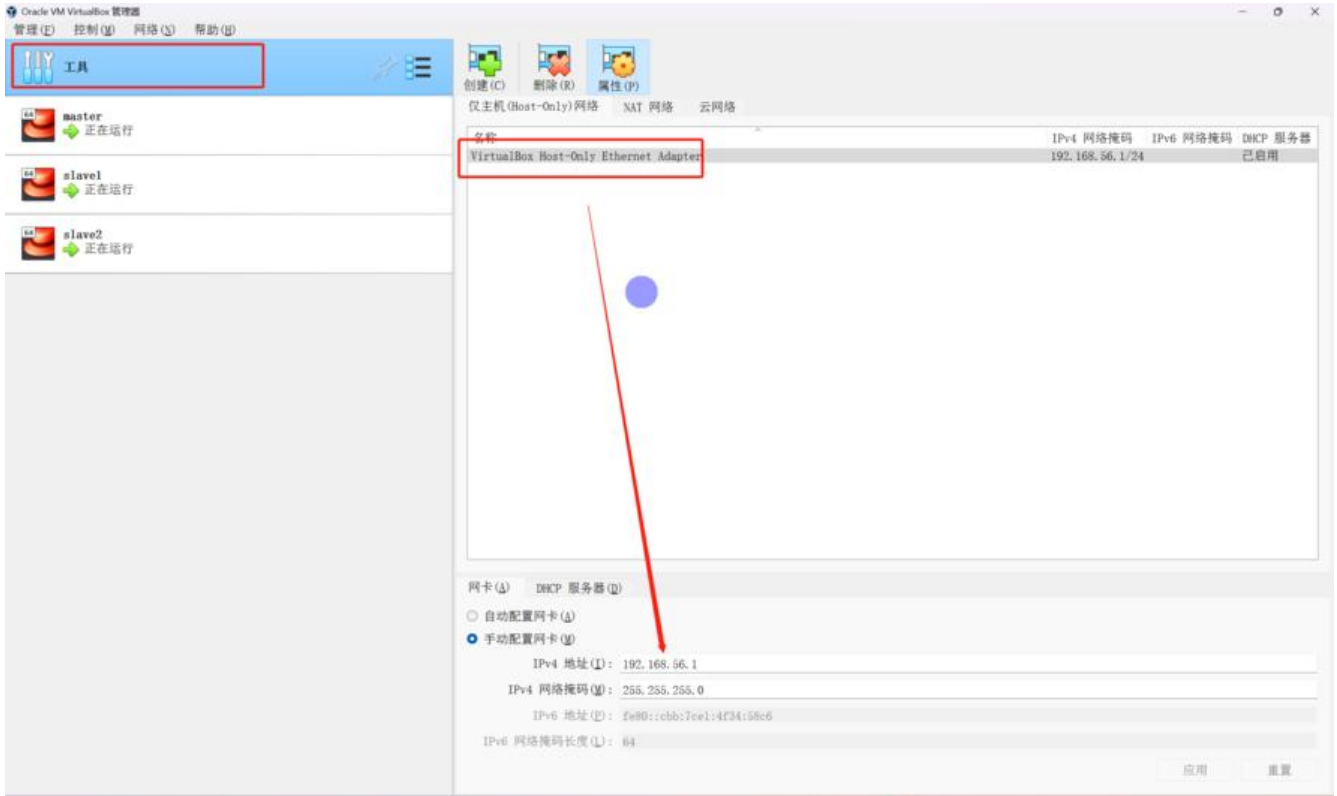 Oracle VM VirtualBox 管理器
管理(F) 控制(M) 网络(N) 帮助(H)
工具
创建(C) 删除(R) 属性(P)
仅主机(Host-Only)网络 NAT 网络 云网络
64 master
正在运行
名称 IPv4 网络掩码 IPv6 网络掩码 DHCP 服务器
VirtualBox Host-Only Ethernet Adapter 192.168.56.1/24 已启用
64 slave1
正在运行
64 slave2
正在运行
网卡(A) DHCP 服务器(D)
自动配置网卡(A)
手动配置网卡(M)
IPv4 地址(I): 192.168.56.1
IPv4 网络掩码(M): 255.255.255.0
IPv6 地址(P): fe80::cbb:7ce1:4f34:58c6
IPv6 网络掩码长度(L): 64
应用 重置